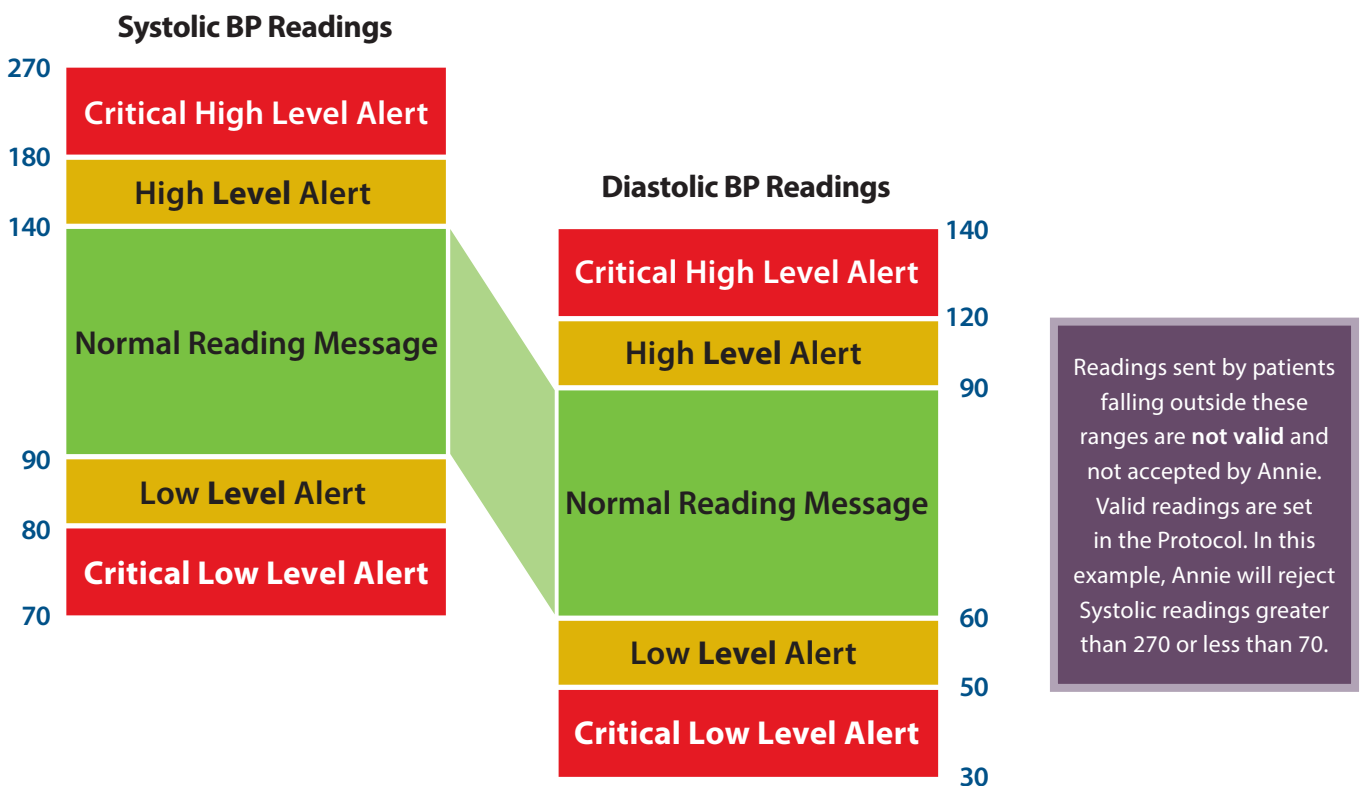 Systolic BP Readings
270
Critical High Level Alert
180
High Level Alert
140
Normal Reading Message
90
Low Level Alert
80
Critical Low Level Alert
70
Diastolic BP Readings
140
Critical High Level Alert
120
High Level Alert
90
Normal Reading Message
60
Low Level Alert
50
Critical Low Level Alert
30
Readings sent by patients
falling outside these
ranges are not valid and
not accepted by Annie.
Valid readings are set
in the Protocol. In this
example, Annie will reject
Systolic readings greater
than 270 or less than 70.